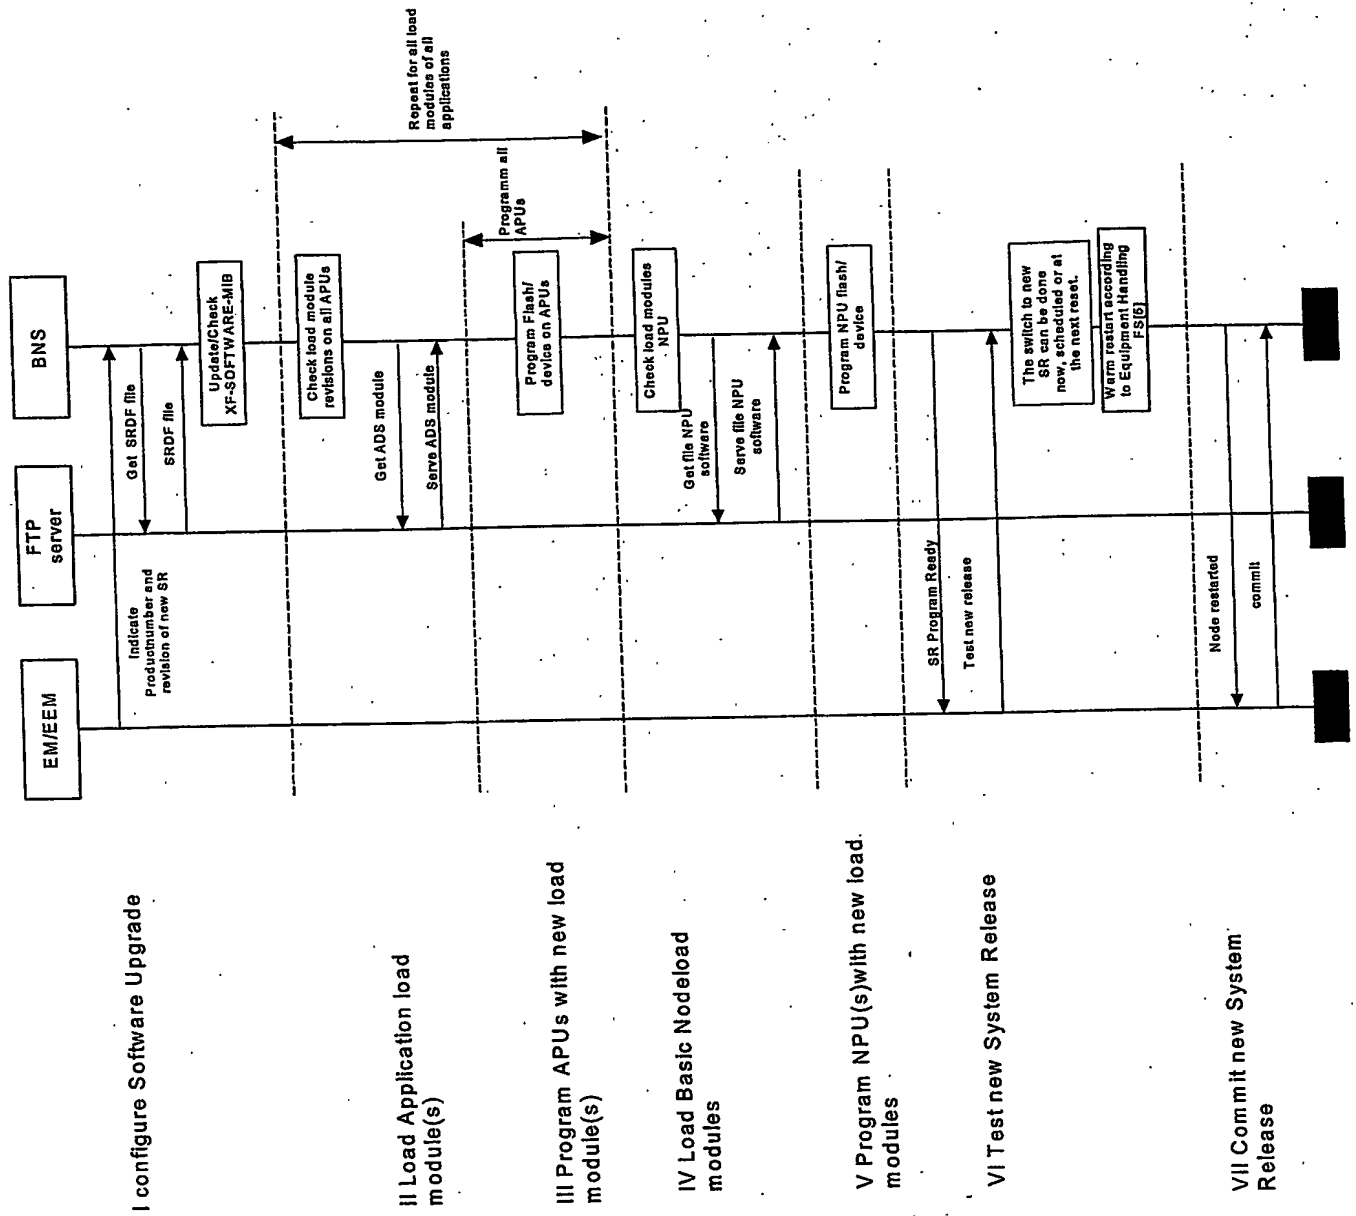 EM/EEM
FTP
server
BNS
I configure Software Upgrade
Indicate
Productnumber and
revision of new SR
Get SRDF file
SRDF file
Update/Check
XF-SOFTWARE-MIB
II Load Application load
module(s)
Check load module
revisions on all APUs
Get ADS module
Serve ADS module
Repeat for all load
modules of all
applications
III Program APUs with new load
module(s)
Programm all
APUs
Program Flash/
device on APUs
IV Load Basic Nodeload
modules
Check load modules
NPU
Get file NPU
software
Serve file NPU
software
V Program NPU(s)with new load
modules
Program NPU flash/
device
VI Test new System Release
SR Program Ready
Test new release
The switch to new
SR can be done
now, scheduled or at
the next reset.
Warm restart according
to Equipment Handling
FS[5]
VII Commit new System
Release
Node restarted
commit